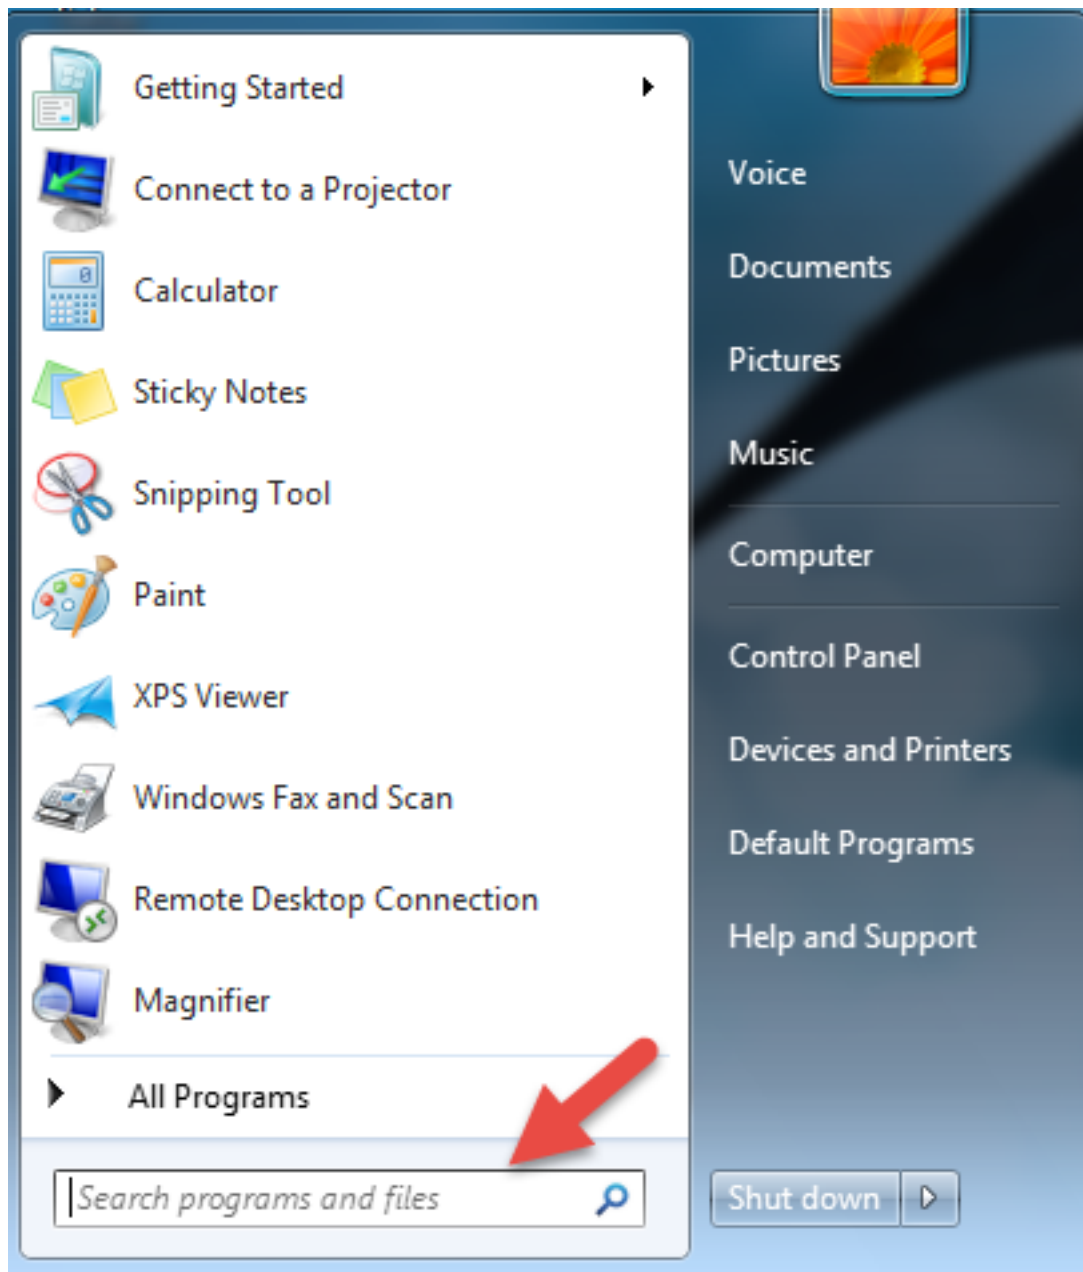 Getting Started
Connect to a Projector
Calculator
Sticky Notes
Snipping Tool
Paint
XPS Viewer
Windows Fax and Scan
Remote Desktop Connection
Magnifier
All Programs
Search programs and files
Voice
Documents
Pictures
Music
Computer
Control Panel
Devices and Printers
Default Programs
Help and Support
Shut down